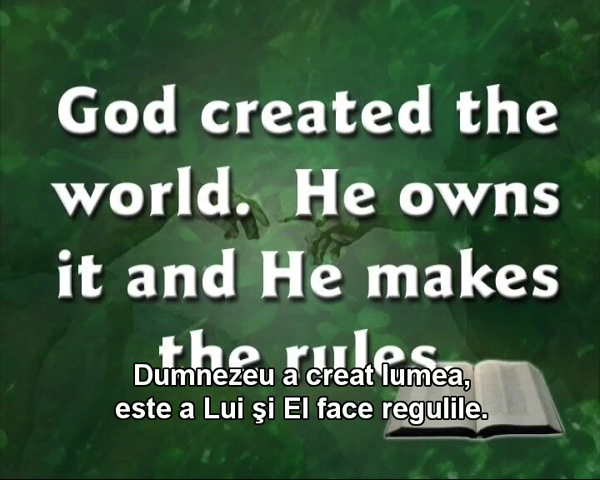 God created the
world. He owns
it and He makes
the rules
Dumnezeu a creat lumea,
este a Lui şi El face regulile.